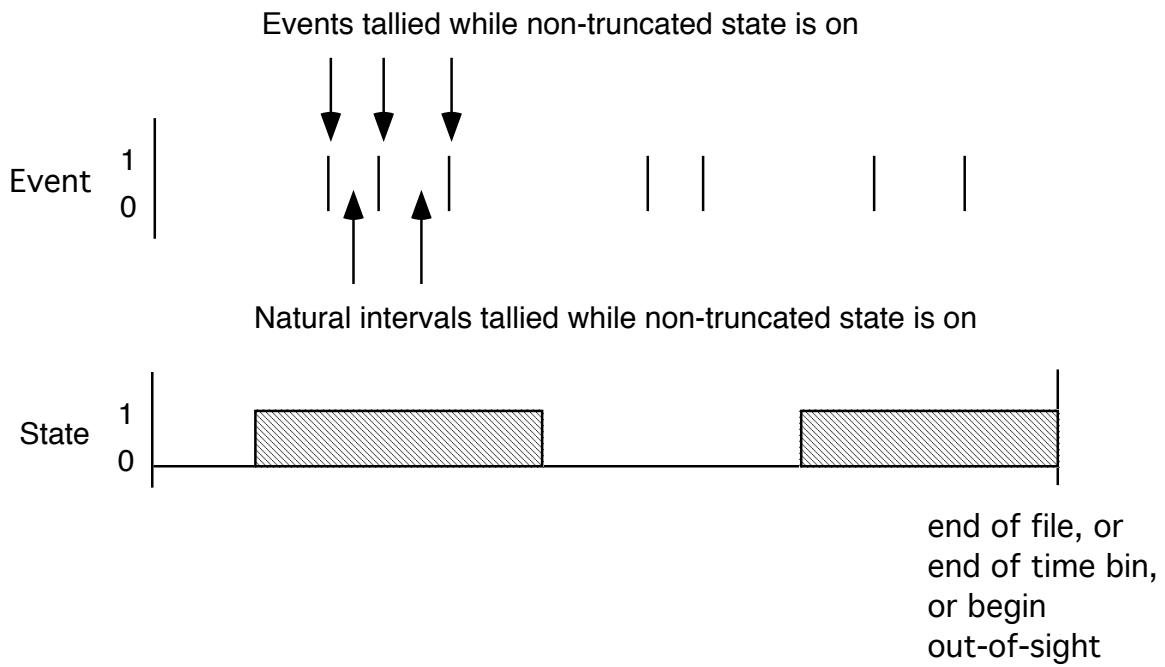 Events tallied while non-truncated state is on
1
Event
0
Natural intervals tallied while non-truncated state is on
1
State
0
end of file, or
end of time bin,
or begin
out-of-sight